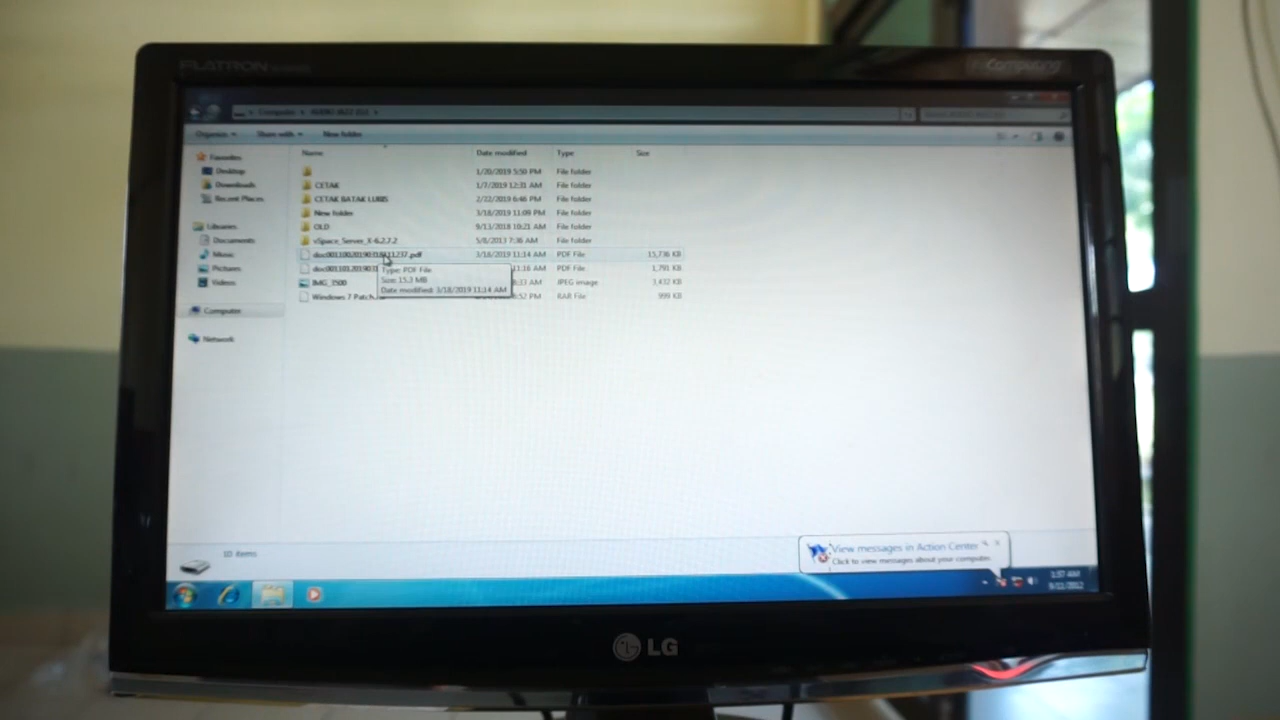 FLATRON
Computing
Computer
Organize Share with New folder
Name Date modified Type Size
Favorites
Desktop
Downloads
Recent Places
Libraries
Documents
Music
Pictures
Videos
Computer
Network
1/20/2019 5:50 PM File folder
CETAK 1/7/2019 12:31 AM File folder
CETAK BATAK LUBIS 2/22/2019 6:46 PM File folder
New folder 3/18/2019 11:09 PM File folder
OLD 9/13/2018 10:21 AM File folder
vSpace_Server_X-6.2.7.2 5/8/2013 7:36 AM File folder
3/18/2019 11:14 AM PDF File 15,736 KB
11:16 AM PDF File 1,791 KB
IMG_3500 JPEG image 3,432 KB
Windows 7 Patch RAR File 999 KB
Type: PDF File
Size: 15.3 MB
Date modified: 3/18/2019 11:14 AM
10 items
View messages in Action Center
Click to view messages about your computer.
1:57 AM
LG